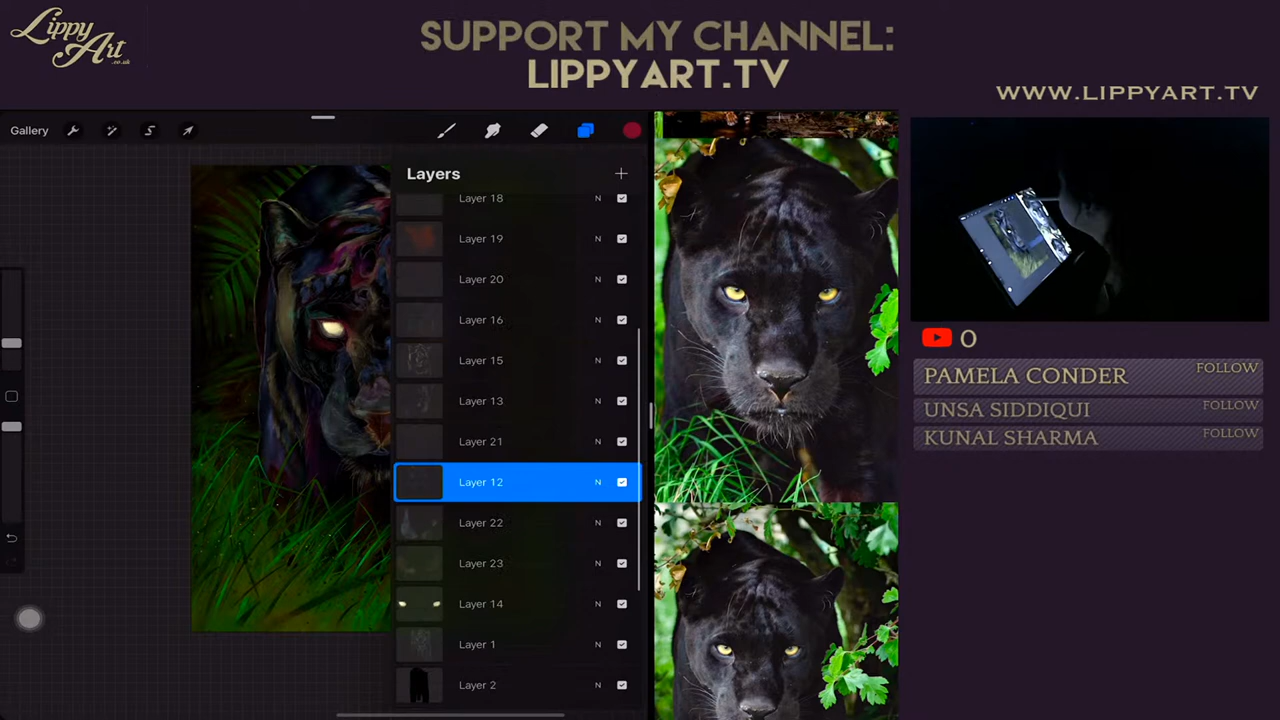 Lippy
Art
.co.uk
SUPPORT MY CHANNEL:
LIPPYART.TV
WWW.LIPPYART.TV
Gallery
Layers
Layer 18 N
Layer 19 N
Layer 20 N
Layer 16 N
Layer 15 N
Layer 13 N
Layer 21 N
Layer 12 N
Layer 22 N
Layer 23 N
Layer 14 N
Layer 1 N
Layer 2 N
0
PAMELA CONDER FOLLOW
UNSA SIDDIQUI FOLLOW
KUNAL SHARMA FOLLOW